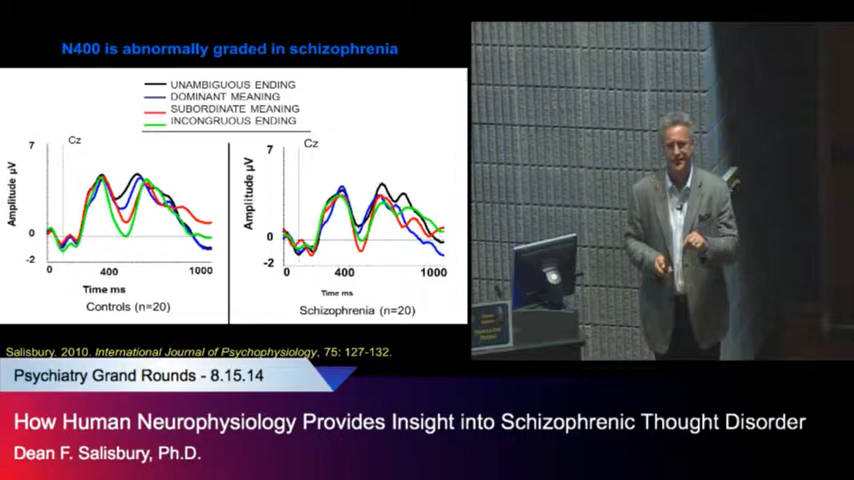 N400 is abnormally graded in schizophrenia
UNAMBIGUOUS ENDING
DOMINANT MEANING
SUBORDINATE MEANING
INCONGRUOUS ENDING
7
Cz
Amplitude µV
0
-2
0
400
1000
Time ms
Controls (n=20)
7
Cz
Amplitude µV
0
-2
0
400
1000
Time ms
Schizophrenia (n=20)
Salisbury. 2010. International Journal of Psychophysiology, 75: 127-132.
Psychiatry Grand Rounds - 8.15.14
How Human Neurophysiology Provides Insight into Schizophrenic Thought Disorder
Dean F. Salisbury, Ph.D.